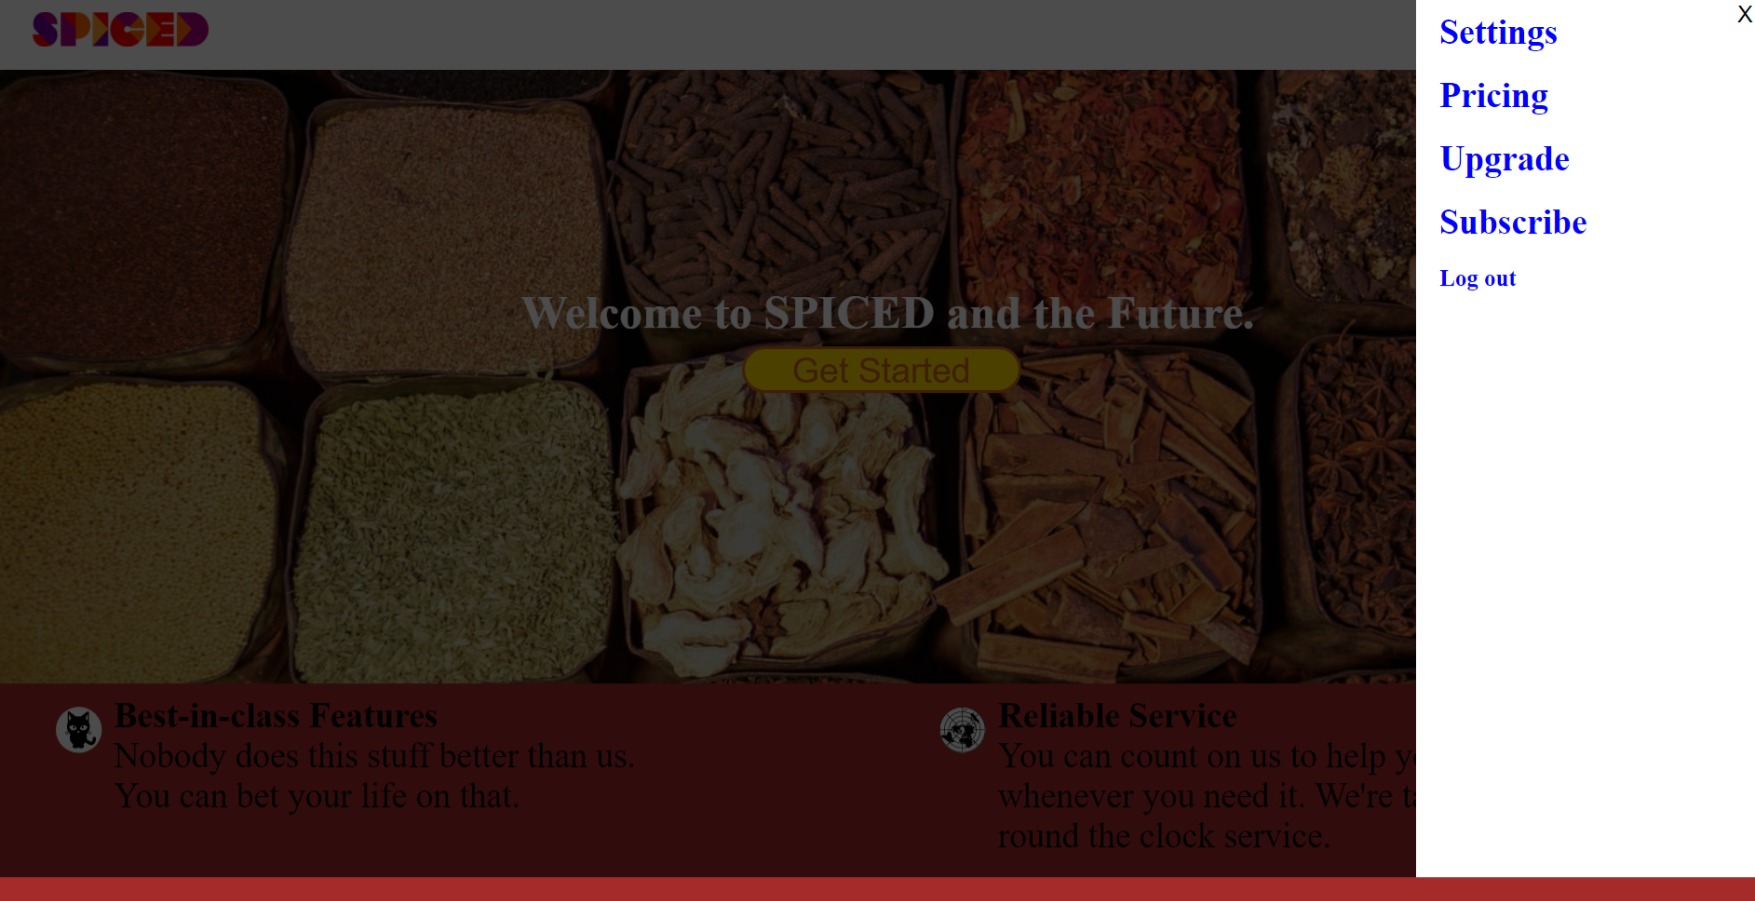 SPICED
X
Settings
Pricing
Upgrade
Subscribe
Log out
Welcome to SPICED and the Future.
Get Started
Best-in-class Features
Nobody does this stuff better than us.
You can bet your life on that.
Reliable Service
You can count on us to help
whenever you need it. We're
round the clock service.